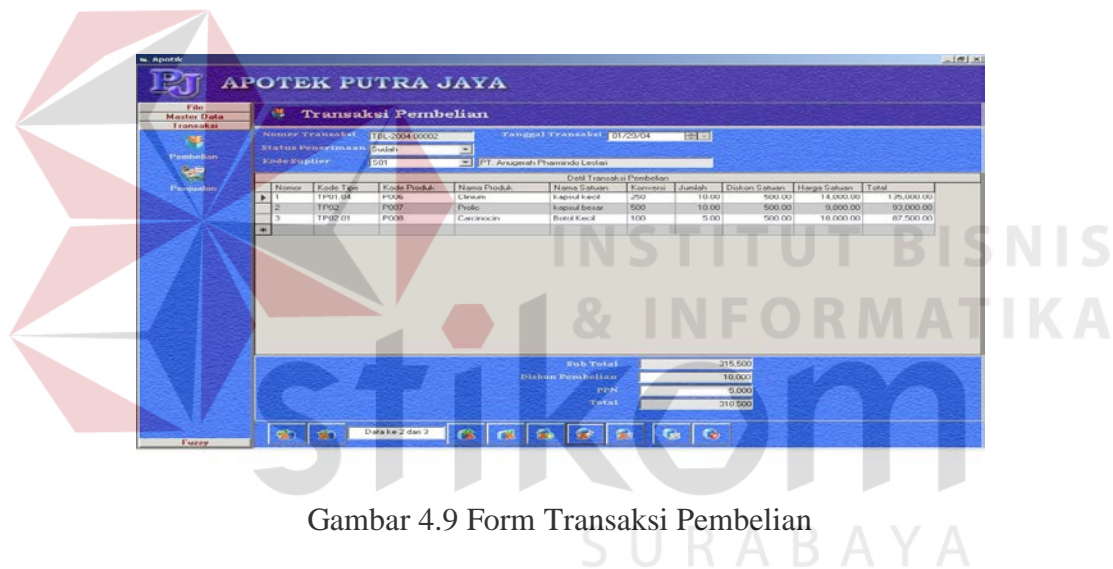 Apotik
PJ APOTEK PUTRA JAYA
File
Master Data
Transaksi
Pembelian
Penjualan
Fuzzy
Transaksi Pembelian
Nomer Transaksi TBL-2004.00002 Tanggal Transaksi 01/23/04
Status Penerimaan Sudah
Kode Suplier S01 PT. Anugerah Pharmindo Lestari
Detil Transaksi Pembelian
Nomor Kode Tipe Kode Produk Nama Produk Nama Satuan Konversi Jumlah Diskon Satuan Harga Satuan Total
1 TP01.04 P006 Clinium kapsul kecil 250 10.00 500.00 14,000.00 135,000.00
2 TP02 P007 Prolic kapsul besar 500 10.00 500.00 9,000.00 93,000.00
3 TP02.01 P008 Carcinocin Botol Kecil 100 5.00 500.00 18,000.00 87,500.00
Sub Total 315,500
Diskon Pembelian 10,000
PPN 5,000
Total 310,500
Data ke 2 dari 3
INSTITUT BISNIS
& INFORMATIKA
stikom
SURABAYA
Gambar 4.9 Form Transaksi Pembelian